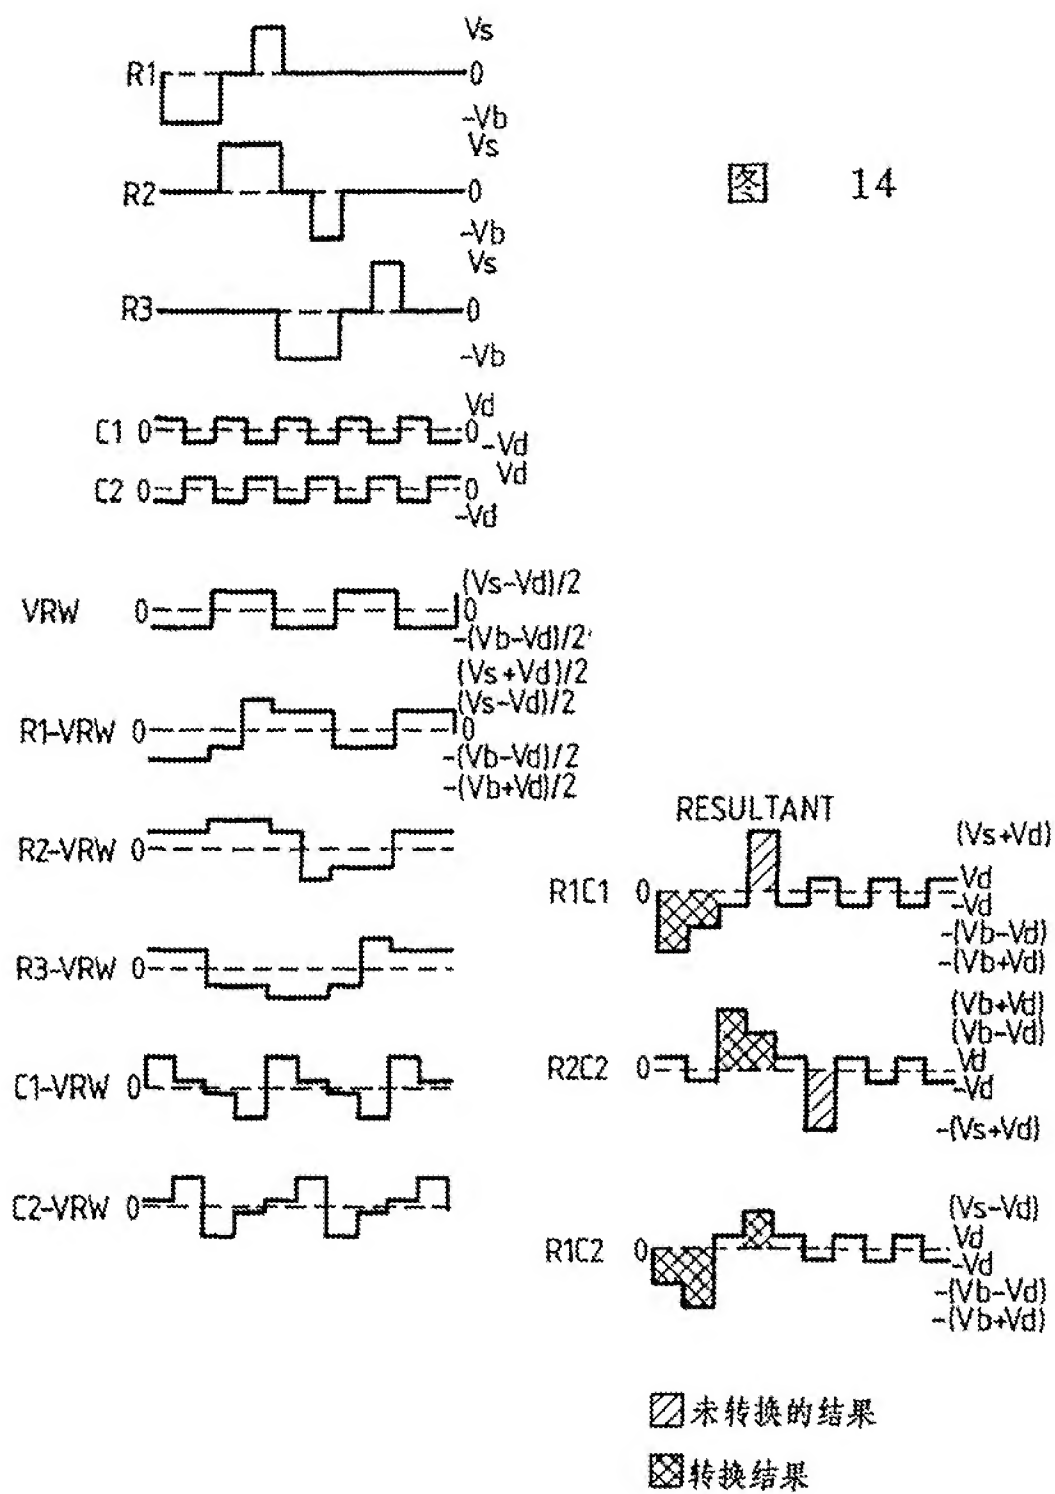 Vs
R1
0
-Vb
Vs
R2
0
-Vb
Vs
R3
0
-Vb
图 14
Vd
C1 0
0
-Vd
Vd
C2 0
0
-Vd
(Vs-Vd)/2
VRW 0
0
-(Vb-Vd)/2
(Vs+Vd)/2
(Vs-Vd)/2
R1-VRW 0
0
-(Vb-Vd)/2
-(Vb+Vd)/2
R2-VRW 0
R3-VRW 0
C1-VRW 0
C2-VRW 0
RESULTANT
(Vs+Vd)
R1C1 0
Vd
-Vd
-(Vb-Vd)
-(Vb+Vd)
(Vb+Vd)
(Vb-Vd)
R2C2 0
Vd
-Vd
-(Vs+Vd)
(Vs-Vd)
Vd
R1C2 0
-Vd
-(Vb-Vd)
-(Vb+Vd)
未转换的结果
转换结果